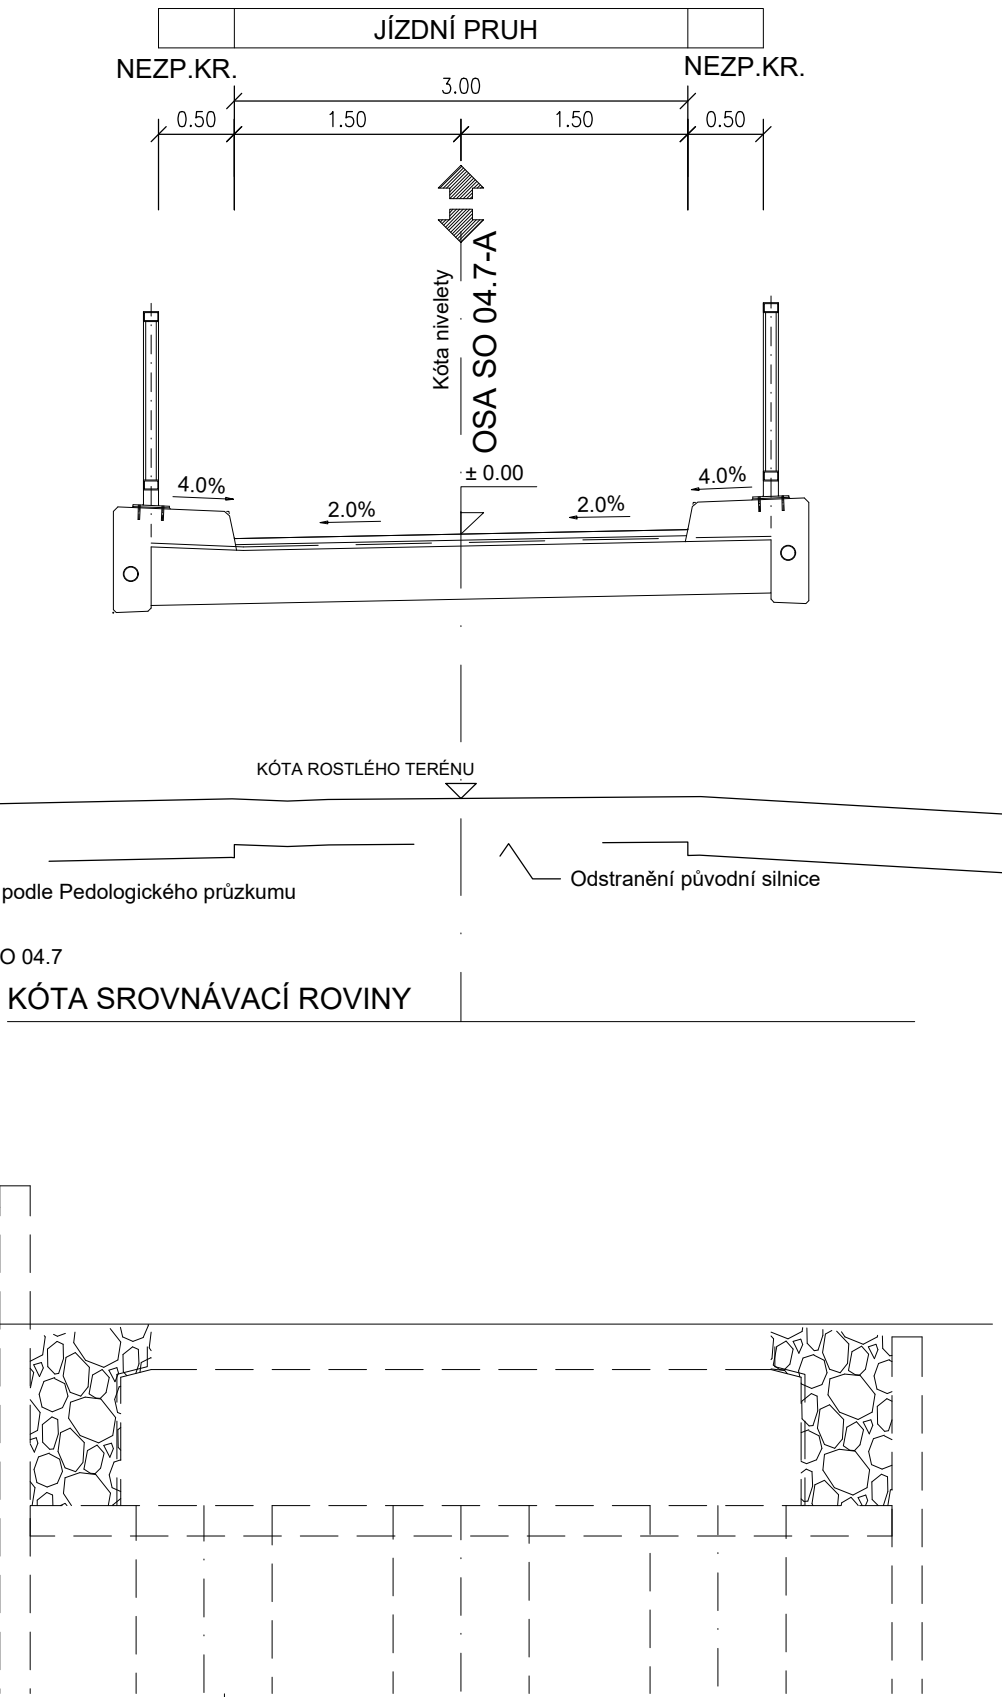 JÍZDNÍ PRUH
NEZP.KR.
NEZP.KR.
3.00
0.50
1.50
1.50
0.50
Kóta nivelety
OSA SO 04.7-A
± 0.00
4.0%
4.0%
2.0%
2.0%
KÓTA ROSTLÉHO TERÉNU
Odstranění původní silnice
podle Pedologického průzkumu
O 04.7
KÓTA SROVNÁVACÍ ROVINY